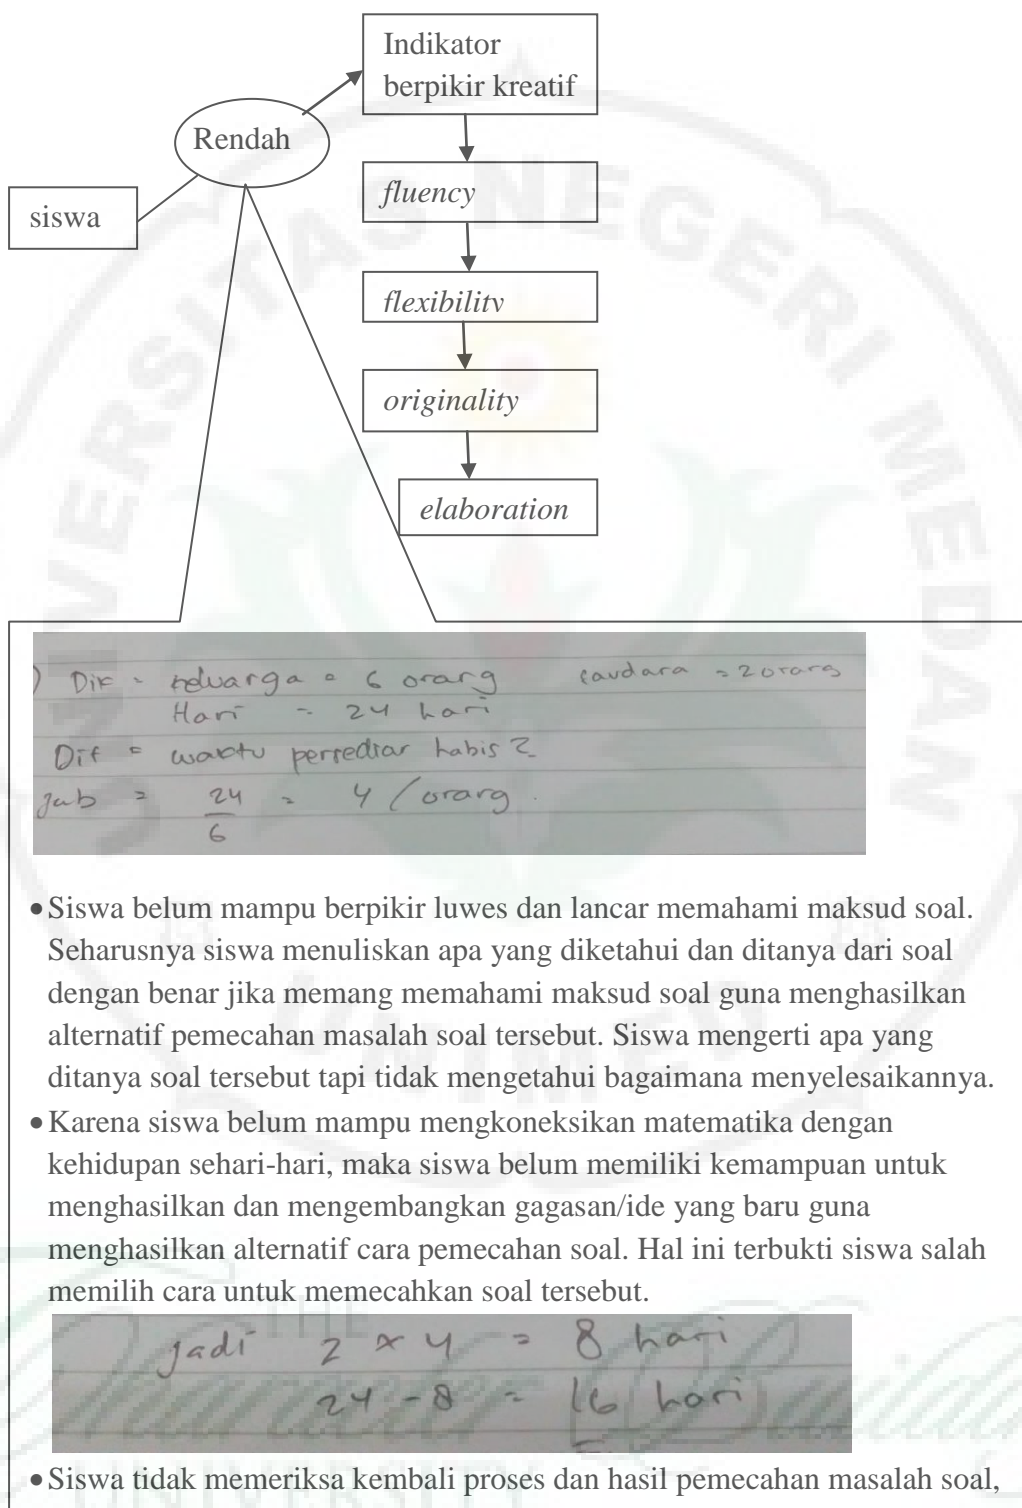 Indikator
berpikir kreatif
Rendah
siswa
fluency
flexibility
originality
elaboration
) Dik = keluarga = 6 orang saudara = 2 orang
Hari = 24 hari
Dit = waktu persediaan habis?
Jab = 24/6 = 4 / orang.
• Siswa belum mampu berpikir luwes dan lancar memahami maksud soal.
Seharusnya siswa menuliskan apa yang diketahui dan ditanya dari soal
dengan benar jika memang memahami maksud soal guna menghasilkan
alternatif pemecahan masalah soal tersebut. Siswa mengerti apa yang
ditanya soal tersebut tapi tidak mengetahui bagaimana menyelesaikannya.
• Karena siswa belum mampu mengkoneksikan matematika dengan
kehidupan sehari-hari, maka siswa belum memiliki kemampuan untuk
menghasilkan dan mengembangkan gagasan/ide yang baru guna
menghasilkan alternatif cara pemecahan soal. Hal ini terbukti siswa salah
memilih cara untuk memecahkan soal tersebut.
Jadi 2 × 4 = 8 hari
24 - 8 = 16 hari
• Siswa tidak memeriksa kembali proses dan hasil pemecahan masalah soal,
UNIVERSITAS NEGERI MEDAN
UNIMED
THE
UNIVERSITY